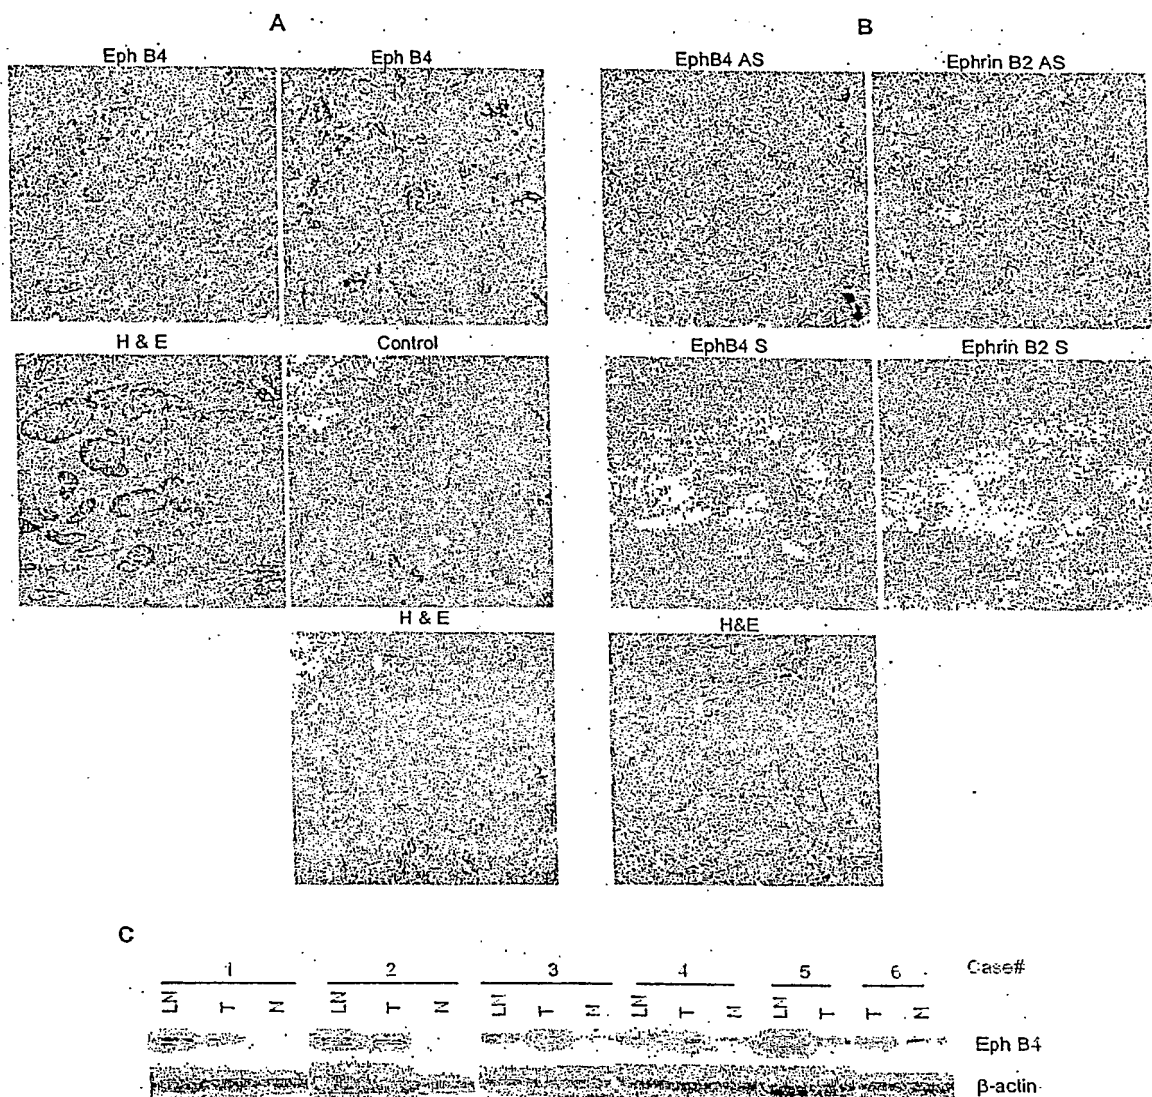 A
B
Eph B4
Eph B4
EphB4 AS
Ephrin B2 AS
H & E
Control
EphB4 S
Ephrin B2 S
H & E
H&E
C
1 2 3 4 5 6 Case#
LN T N LN T N LN T N LN T N LN T T N
Eph B4
β-actin